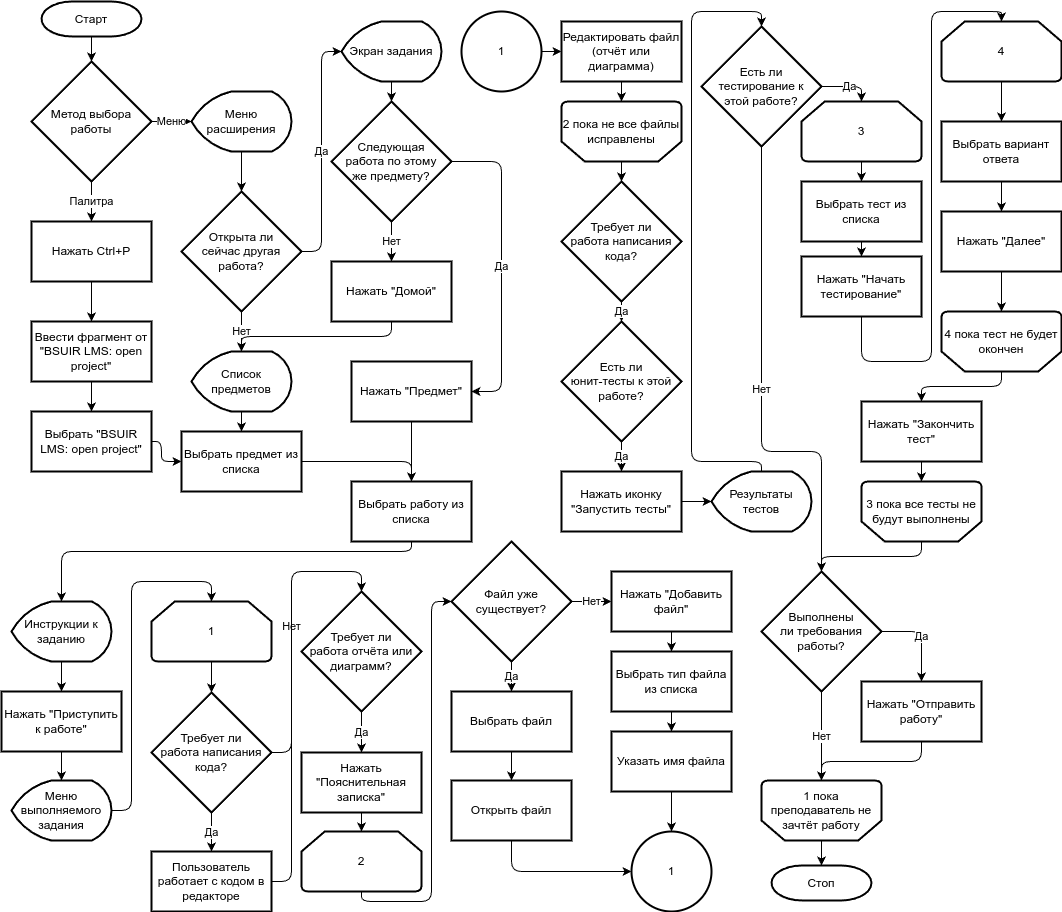 Старт
Метод выбора
работы
Меню
Меню
расширения
Палитра
Нажать Ctrl+P
Ввести фрагмент от
"BSUIR LMS: open
project"
Выбрать "BSUIR
LMS: open project"
Открыта ли
сейчас другая
работа?
Да
Нет
Экран задания
Следующая
работа по этому
же предмету?
Нет
Да
Нажать "Домой"
Список
предметов
Нажать "Предмет"
Выбрать предмет из
списка
Выбрать работу из
списка
Инструкции к
заданию
Нажать "Приступить
к работе"
Меню
выполняемого
задания
1
Требует ли
работа написания
кода?
Нет
Да
Пользователь
работает с кодом в
редакторе
Требует ли
работа отчёта или
диаграмм?
Да
Нажать
"Пояснительная
записка"
2
Файл уже
существует?
Нет
Да
Выбрать файл
Открыть файл
Нажать "Добавить
файл"
Выбрать тип файла
из списка
Указать имя файла
1
1
Редактировать файл
(отчёт или
диаграмма)
2 пока не все файлы
исправлены
Требует ли
работа написания
кода?
Да
Есть ли
юнит-тесты к этой
работе?
Да
Нажать иконку
"Запустить тесты"
Результаты
тестов
Есть ли
тестирование к
этой работе?
Да
Нет
3
Выбрать тест из
списка
Нажать "Начать
тестирование"
4
Выбрать вариант
ответа
Нажать "Далее"
4 пока тест не будет
окончен
Нажать "Закончить
тест"
3 пока все тесты не
будут выполнены
Выполнены
ли требования
работы?
Да
Нет
Нажать "Отправить
работу"
1 пока
преподаватель не
зачтёт работу
Стоп